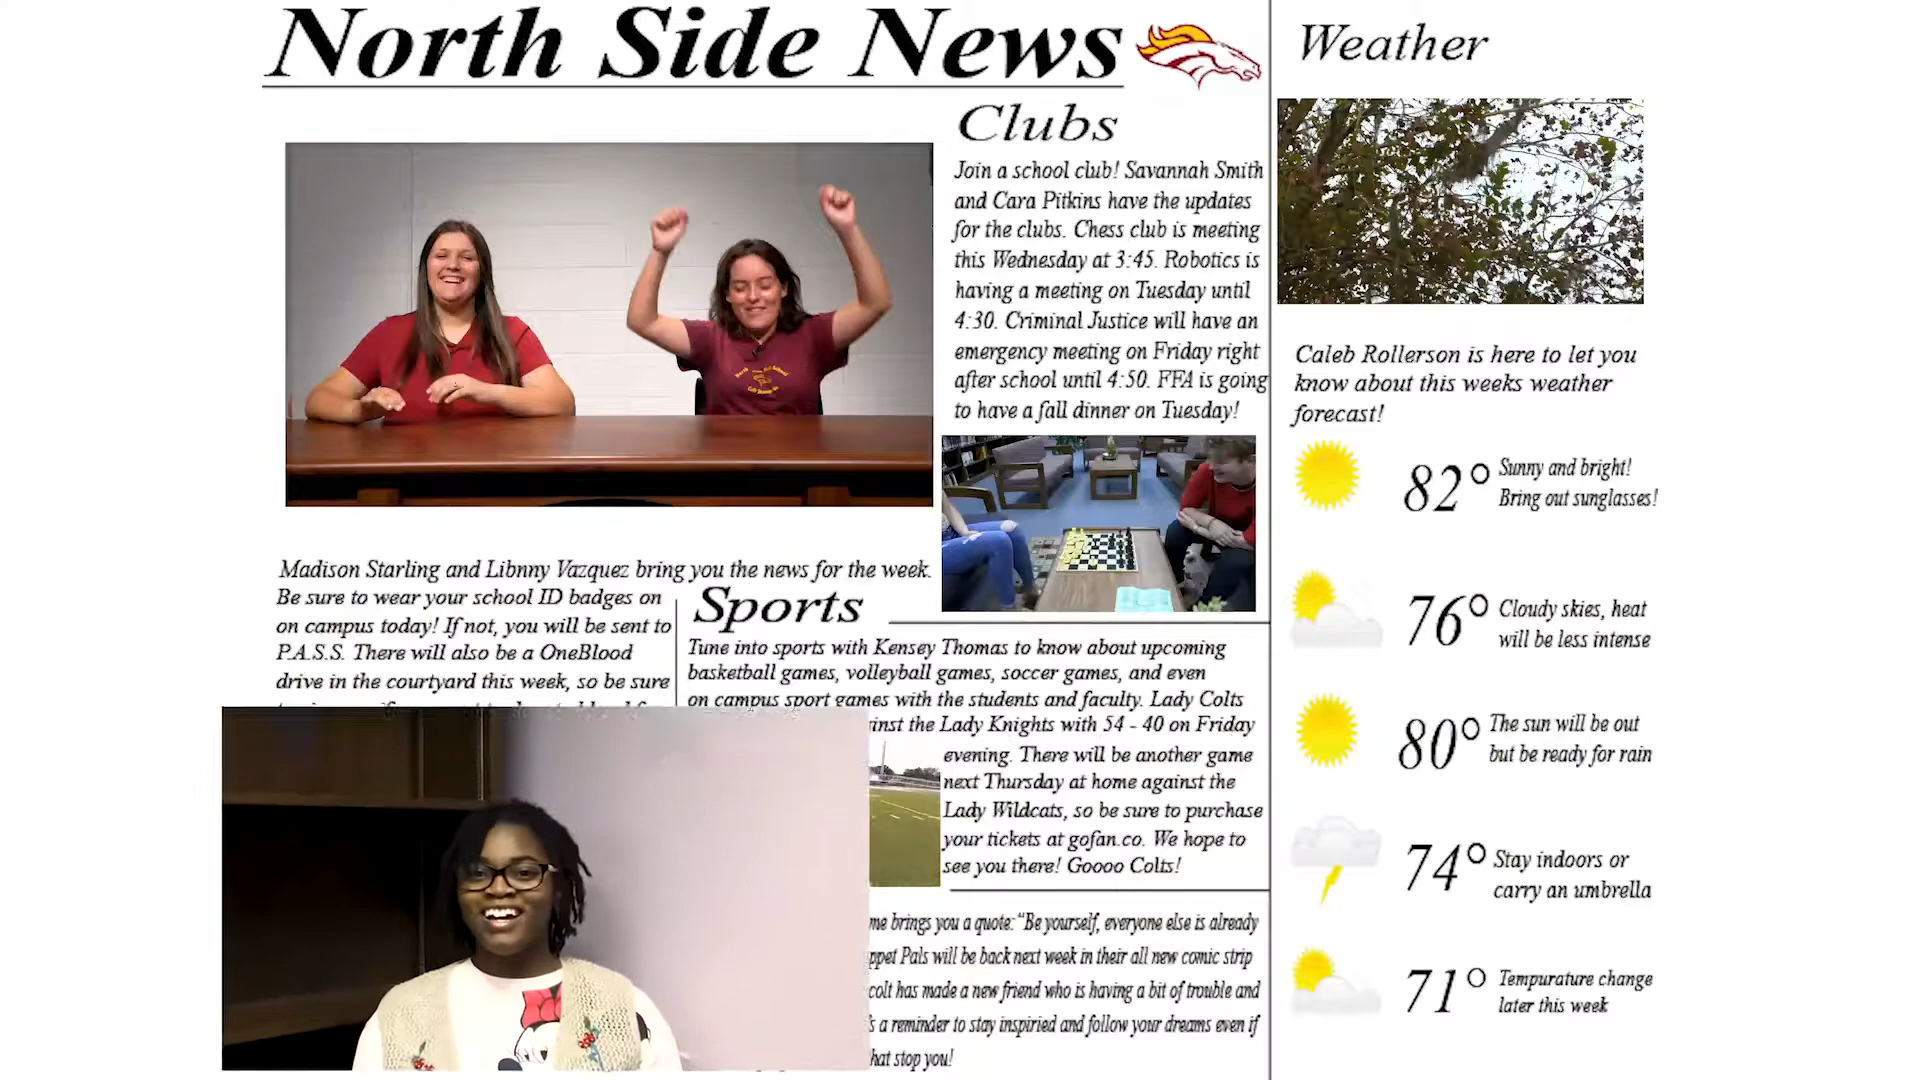 North Side News
Madison Starling and Libnny Vazquez bring you the news for the week.
Be sure to wear your school ID badges on
on campus today! If not, you will be sent to
P.A.S.S. There will also be a OneBlood
drive in the courtyard this week, so be sure
Clubs
Join a school club! Savannah Smith
and Cara Pitkins have the updates
for the clubs. Chess club is meeting
this Wednesday at 3:45. Robotics is
having a meeting on Tuesday until
4:30. Criminal Justice will have an
emergency meeting on Friday right
after school until 4:50. FFA is going
to have a fall dinner on Tuesday!
Sports
Tune into sports with Kensey Thomas to know about upcoming
basketball games, volleyball games, soccer games, and even
on campus sport games with the students and faculty. Lady Colts
the Lady Knights with 54 - 40 on Friday
evening. There will be another game
next Thursday at home against the
Lady Wildcats, so be sure to purchase
your tickets at gofan.co. We hope to
see you there! Goooo Colts!
brings you a quote: "Be yourself, everyone else is already
Pals will be back next week in their all new comic strip
colt has made a new friend who is having a bit of trouble and
a reminder to stay inspiried and follow your dreams even if
stop you!
Weather
Caleb Rollerson is here to let you
know about this weeks weather
forecast!
82° Sunny and bright!
Bring out sunglasses!
76° Cloudy skies, heat
will be less intense
80° The sun will be out
but be ready for rain
74° Stay indoors or
carry an umbrella
71° Tempurature change
later this week